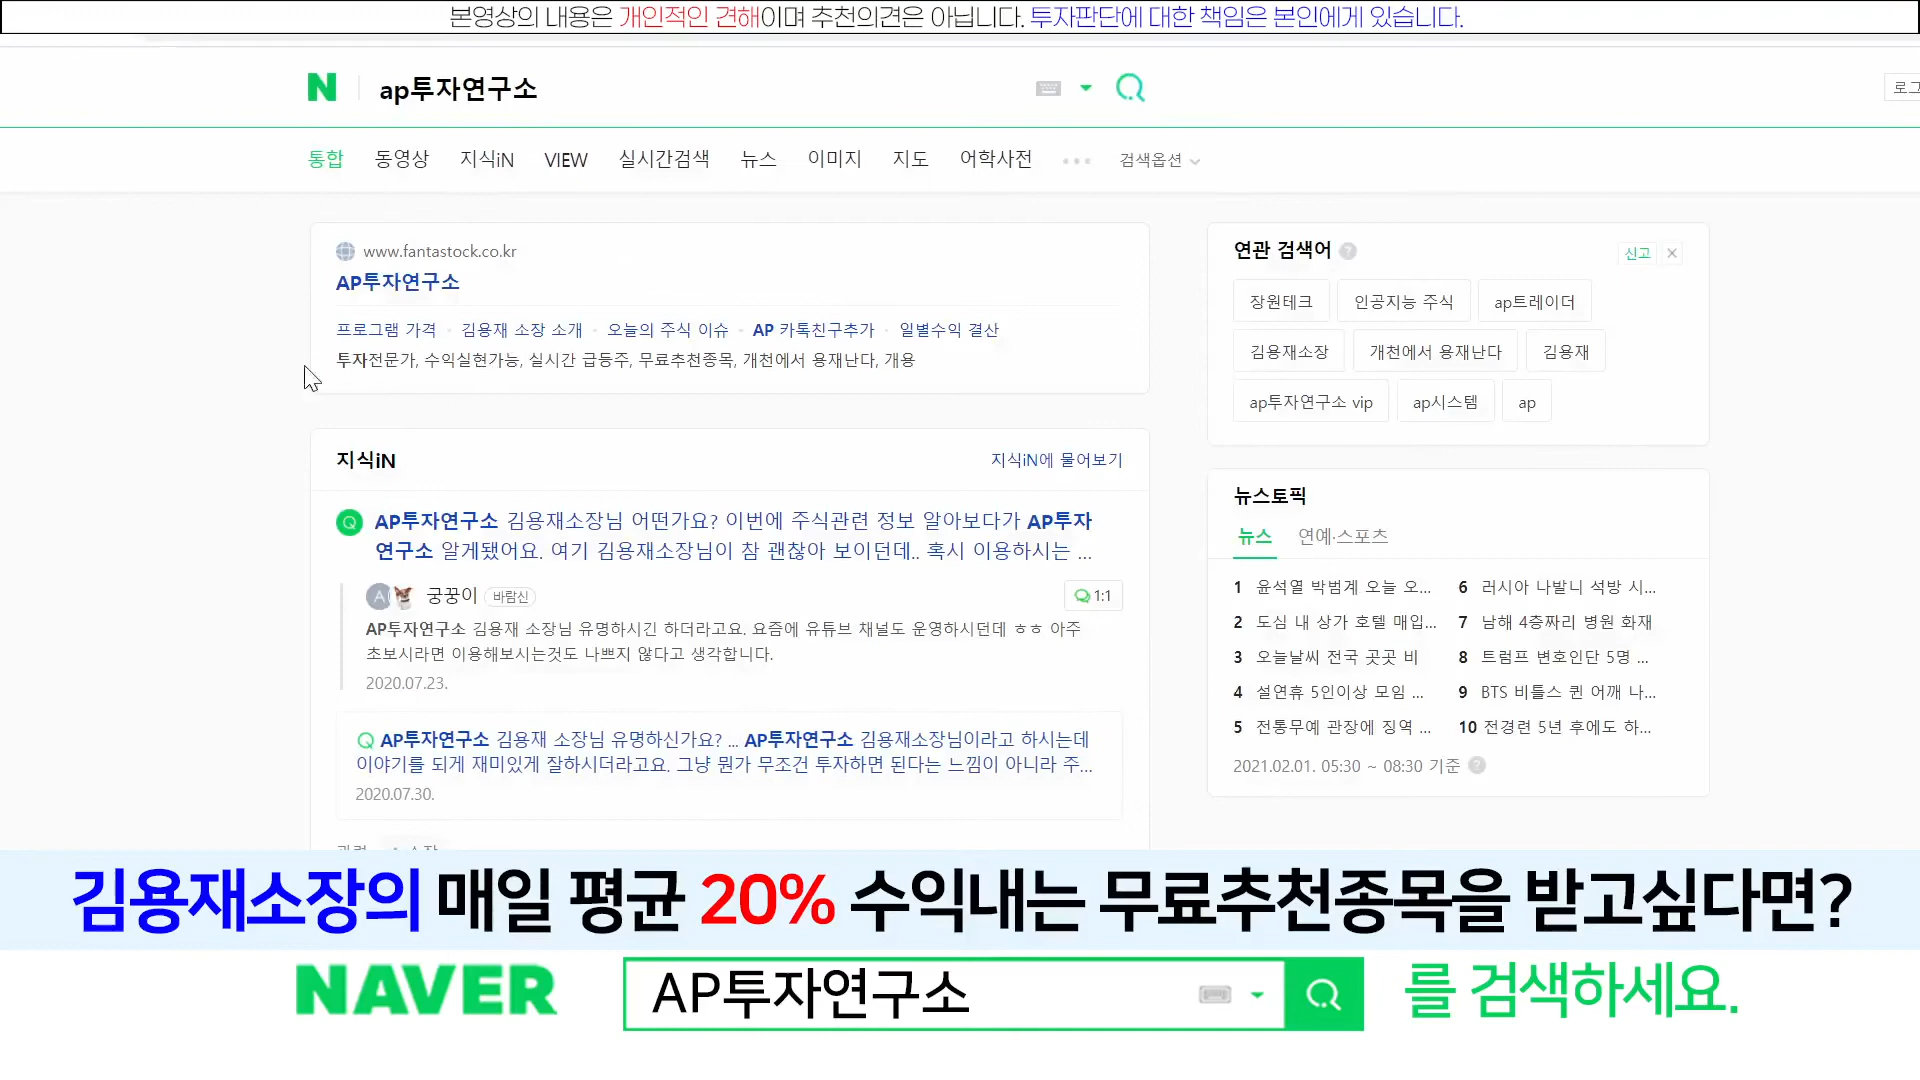 본영상의 내용은 개인적인 견해이며 추천의견은 아닙니다. 투자판단에 대한 책임은 본인에게 있습니다.
N ap투자연구소
로그
통합 동영상 지식iN VIEW 실시간검색 뉴스 이미지 지도 어학사전 검색옵션
www.fantastock.co.kr
AP투자연구소
프로그램 가격 · 김용재 소장 소개 · 오늘의 주식 이슈 · AP 카톡친구추가 · 일별수익 결산
투자전문가, 수익실현가능, 실시간 급등주, 무료추천종목, 개천에서 용재난다, 개용
지식iN
지식iN에 물어보기
Q AP투자연구소 김용재소장님 어떤가요? 이번에 주식관련 정보 알아보다가 AP투자
연구소 알게됐어요. 여기 김용재소장님이 참 괜찮아 보이던데.. 혹시 이용하시는 ...
A 궁꿍이 바람신
1:1
AP투자연구소 김용재 소장님 유명하시긴 하더라고요. 요즘에 유튜브 채널도 운영하시던데 ㅎㅎ 아주
초보시라면 이용해보시는것도 나쁘지 않다고 생각합니다.
2020.07.23.
AP투자연구소 김용재 소장님 유명하신가요? ... AP투자연구소 김용재소장님이라고 하시는데
이야기를 되게 재미있게 잘하시더라고요. 그냥 뭔가 무조건 투자하면 된다는 느낌이 아니라 주...
2020.07.30.
연관 검색어 ?
신고
장원테크 인공지능 주식 ap트레이더
김용재소장 개천에서 용재난다 김용재
ap투자연구소 vip ap시스템 ap
뉴스토픽
뉴스 연예·스포츠
1 윤석열 박범계 오늘 오...
2 도심 내 상가 호텔 매입...
3 오늘날씨 전국 곳곳 비
4 설연휴 5인이상 모임 ...
5 전통무예 관장에 징역 ...
6 러시아 나발니 석방 시...
7 남해 4층짜리 병원 화재
8 트럼프 변호인단 5명 ...
9 BTS 비틀스 퀸 어깨 나...
10 전경련 5년 후에도 하...
2021.02.01. 05:30 ~ 08:30 기준 ?
김용재소장의 매일 평균 20% 수익내는 무료추천종목을 받고싶다면?
NAVER AP투자연구소 를 검색하세요.